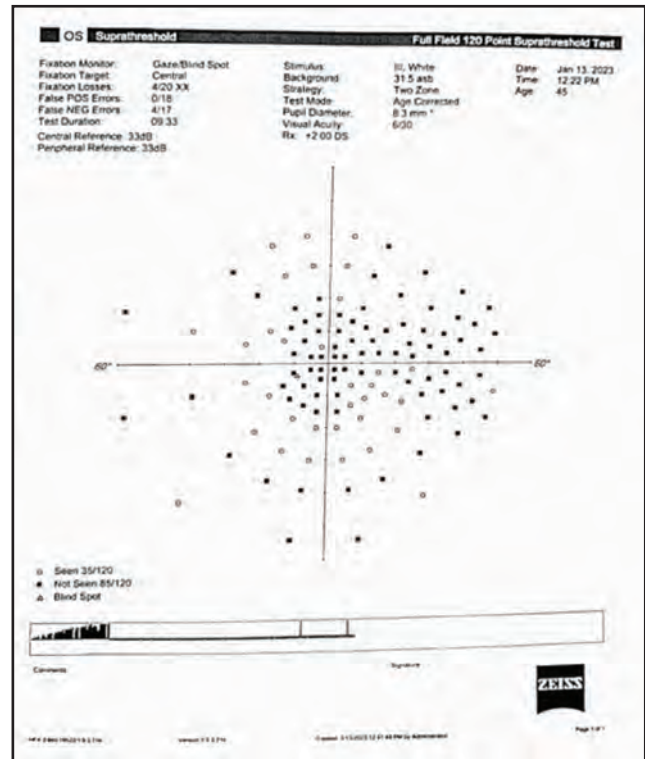 OS Suprathreshold Full Field 120 Point Suprathreshold Test
Fixation Monitor: Gaze/Blind Spot Stimulus: III, White Date: Jan 13, 2023
Fixation Target: Central Background: 31.5 asb Time: 12:22 PM
Fixation Losses: 4/20 XX Strategy: Two Zone Age: 45
False POS Errors: 0/18 Test Mode: Age Corrected
False NEG Errors: 4/17 Pupil Diameter: 8.3 mm *
Test Duration: 09:33 Visual Acuity: 6/30
Central Reference: 33dB Rx: +2.00 DS
Peripheral Reference: 33dB
60° 60°
Seen 35/120
Not Seen 85/120
Blind Spot
Comments Signature
ZEISS
Page 1 of 1